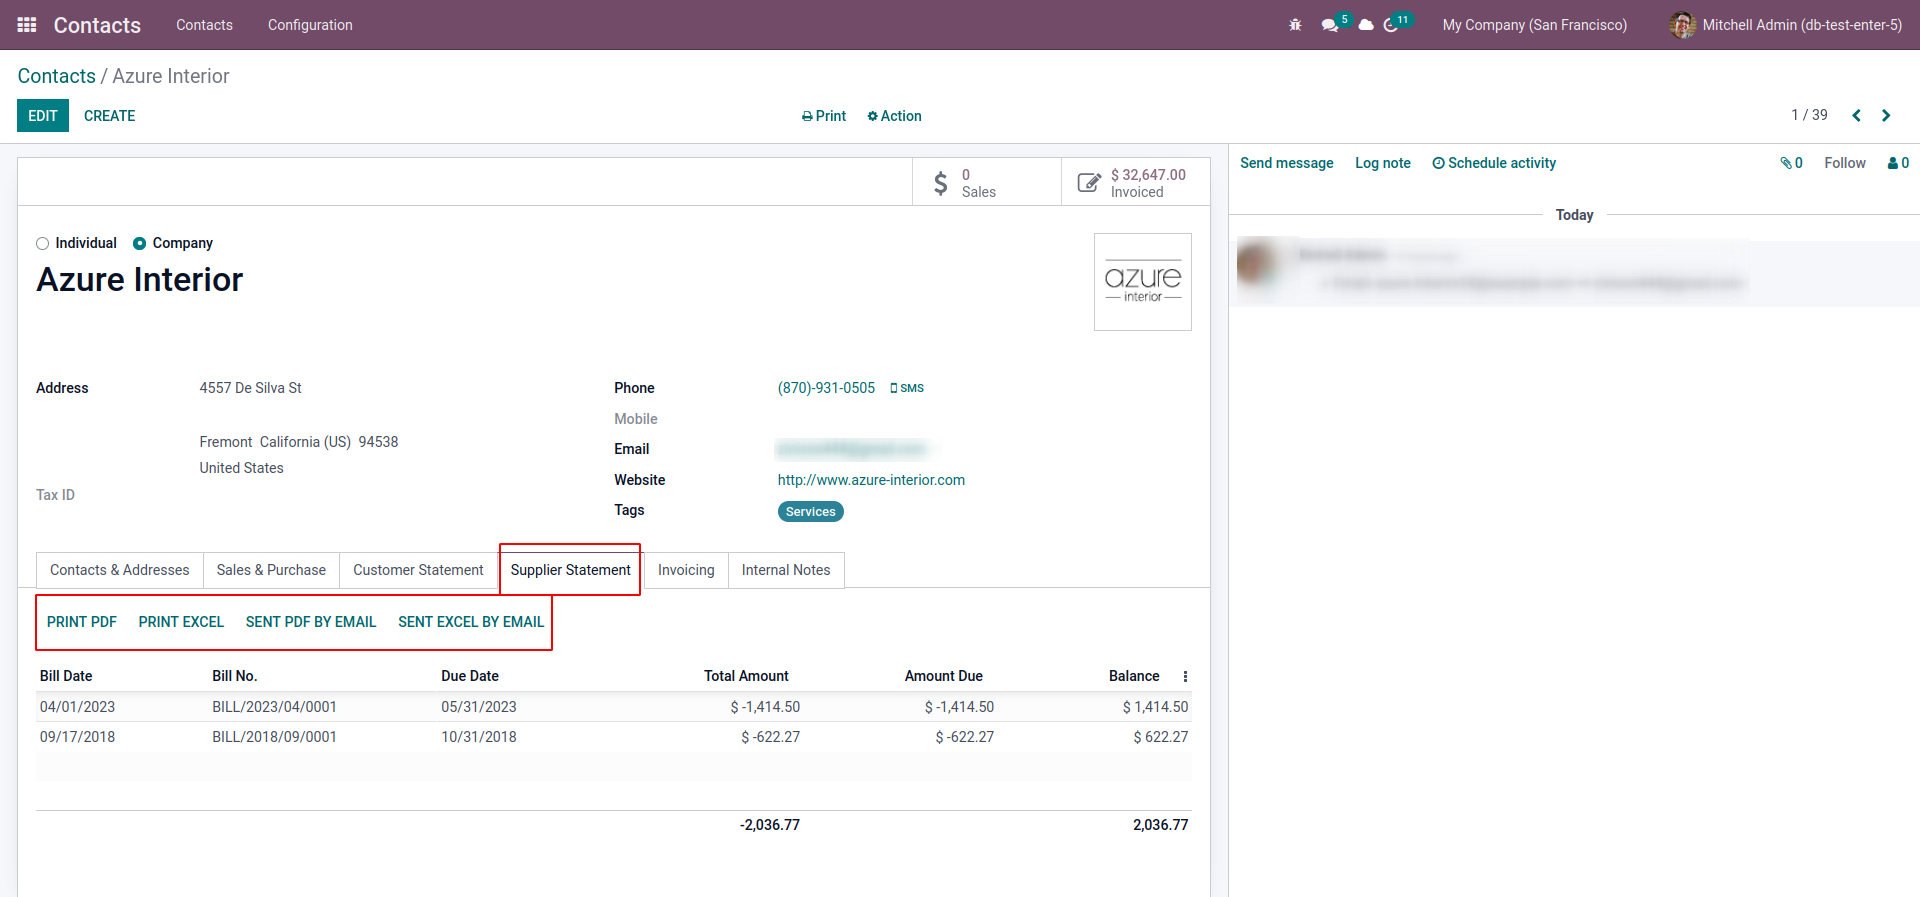 Contacts Contacts Configuration 5 11 My Company (San Francisco) Mitchell Admin (db-test-enter-5)
Contacts / Azure Interior
EDIT CREATE Print Action 1 / 39
0
Sales
$ 32,647.00
Invoiced
Individual Company
Azure Interior
azure
interior
Address 4557 De Silva St
Fremont California (US) 94538
United States
Tax ID
Phone (870)-931-0505 SMS
Mobile
Email
Website http://www.azure-interior.com
Tags Services
Contacts & Addresses Sales & Purchase Customer Statement Supplier Statement Invoicing Internal Notes
PRINT PDF PRINT EXCEL SENT PDF BY EMAIL SENT EXCEL BY EMAIL
Bill Date Bill No. Due Date Total Amount Amount Due Balance
04/01/2023 BILL/2023/04/0001 05/31/2023 $ -1,414.50 $ -1,414.50 $ 1,414.50
09/17/2018 BILL/2018/09/0001 10/31/2018 $ -622.27 $ -622.27 $ 622.27
-2,036.77 2,036.77
Send message Log note Schedule activity 0 Follow 0
Today